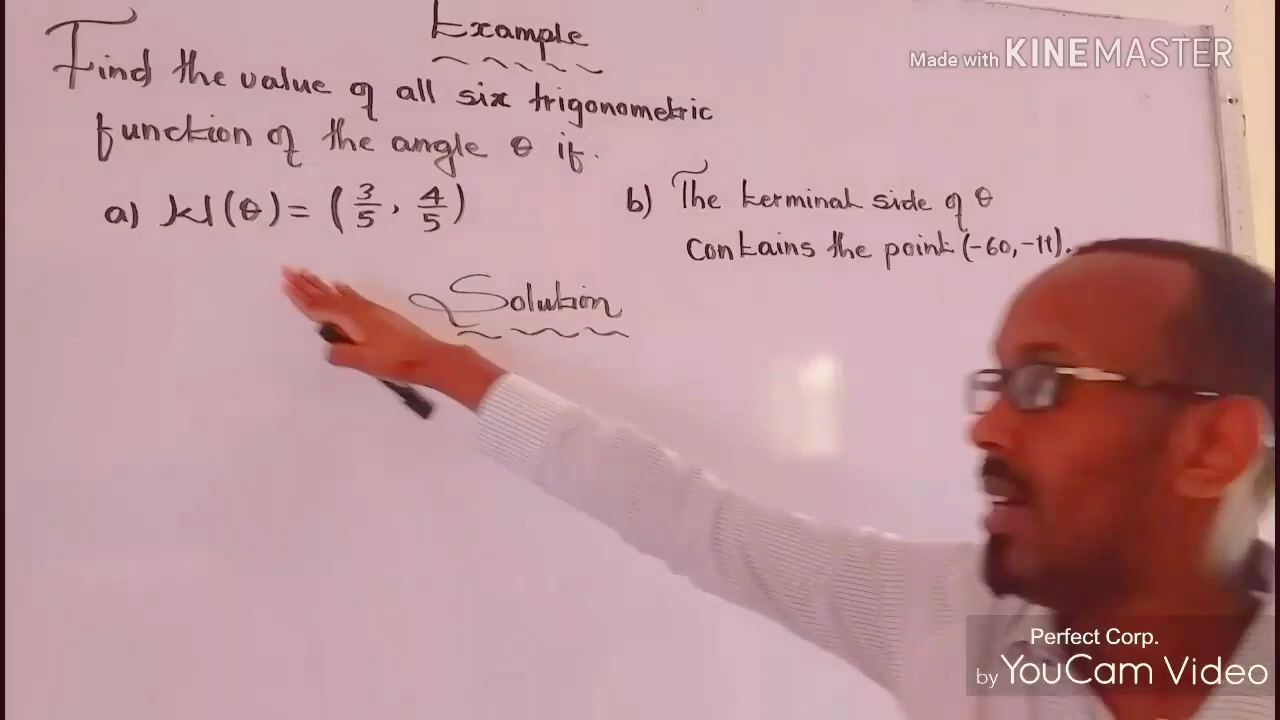 Example
Made with KINEMASTER
Find the value of all six trigonometric
function of the angle θ if.
a) W(θ) = (3/5, 4/5)
b) The terminal side of θ
contains the point (-60, -11).
Solution
Perfect Corp.
by YouCam Video